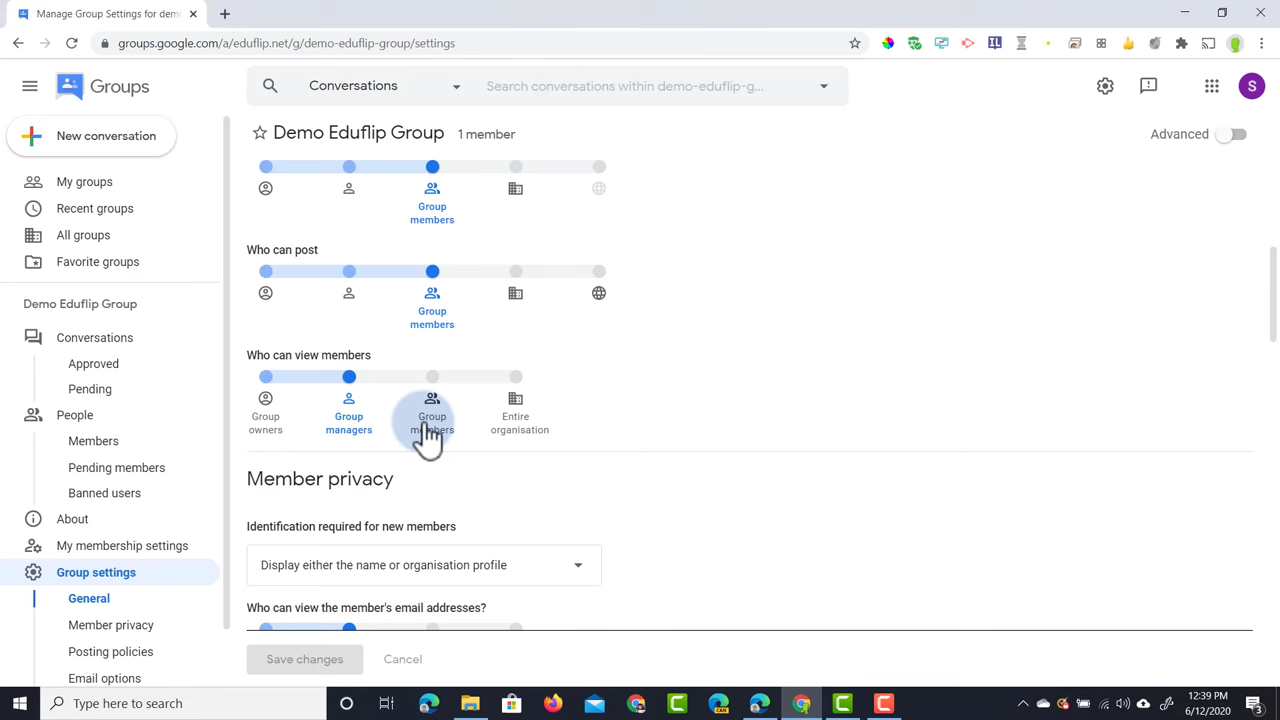 Manage Group Settings for demo-
groups.google.com/a/eduflip.net/g/demo-eduflip-group/settings
Groups
Conversations
Search conversations within demo-eduflip-g...
S
New conversation
My groups
Recent groups
All groups
Favorite groups
Demo Eduflip Group
Conversations
Approved
Pending
People
Members
Pending members
Banned users
About
My membership settings
Group settings
General
Member privacy
Posting policies
Email options
Demo Eduflip Group
1 member
Advanced
Group
members
Who can post
Group
members
Who can view members
Group
owners
Group
managers
Group
members
Entire
organisation
Member privacy
Identification required for new members
Display either the name or organisation profile
Who can view the member's email addresses?
Save changes
Cancel
Type here to search
12:39 PM
6/12/2020